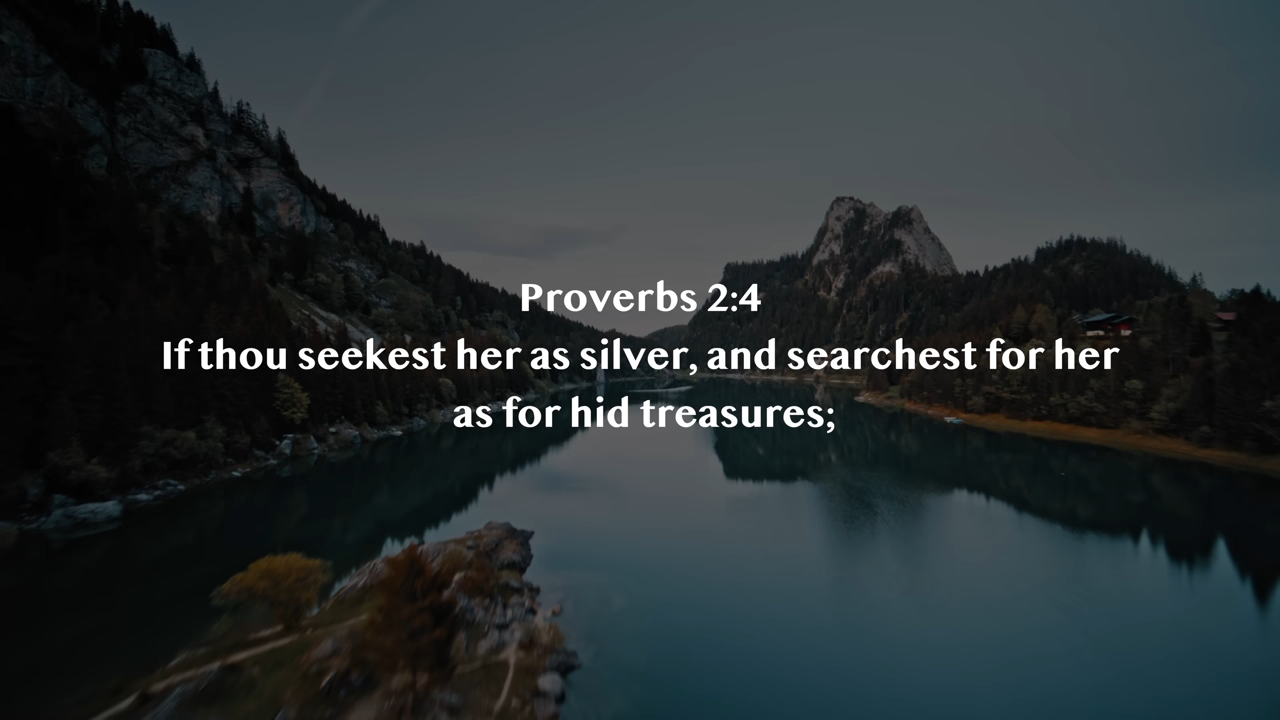 Proverbs 2:4
If thou seekest her as silver, and searchest for her
as for hid treasures;